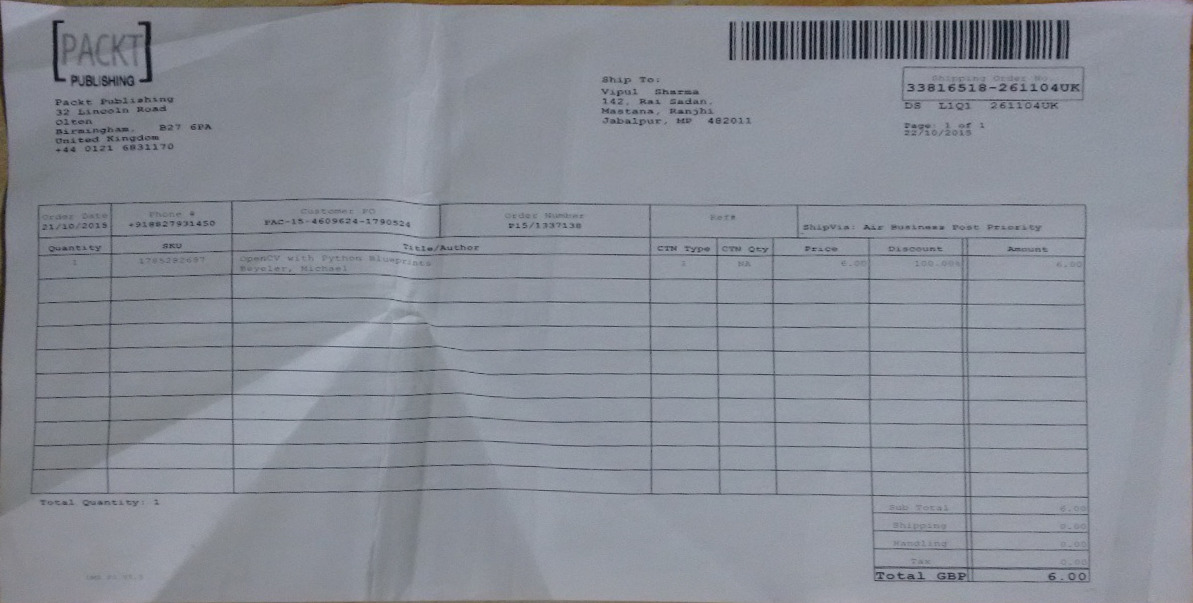 [PACKT]
PUBLISHING
Packt Publishing
32 Lincoln Road
Olton
Birmingham. B27 6PA
United Kingdom
+44 0121 6831170
Ship To:
Vipul Sharma
142, Rai Sadan,
Mastana, Ranjhi
Jabalpur, MP 482011
Shipping Order No.
33816518-261104UK
DS L1Q1 261104UK
Page: 1 of 1
22/10/2015
Order Date Phone # Customer PO Order Number Ref#
21/10/2015 +918827931450 PAC-15-4609624-1790524 P15/1337138 ShipVia: Air Business Post Priority
Quantity SKU Title/Author CTN Type CTN Qty Price Discount Amount
1 1785282697 OpenCV with Python Blueprints 1 NA 6.00 100.00% 6.00
Beyeler, Michael
Total Quantity: 1
Sub Total 6.00
Shipping 0.00
Handling 0.00
Tax 0.00
Total GBP 6.00